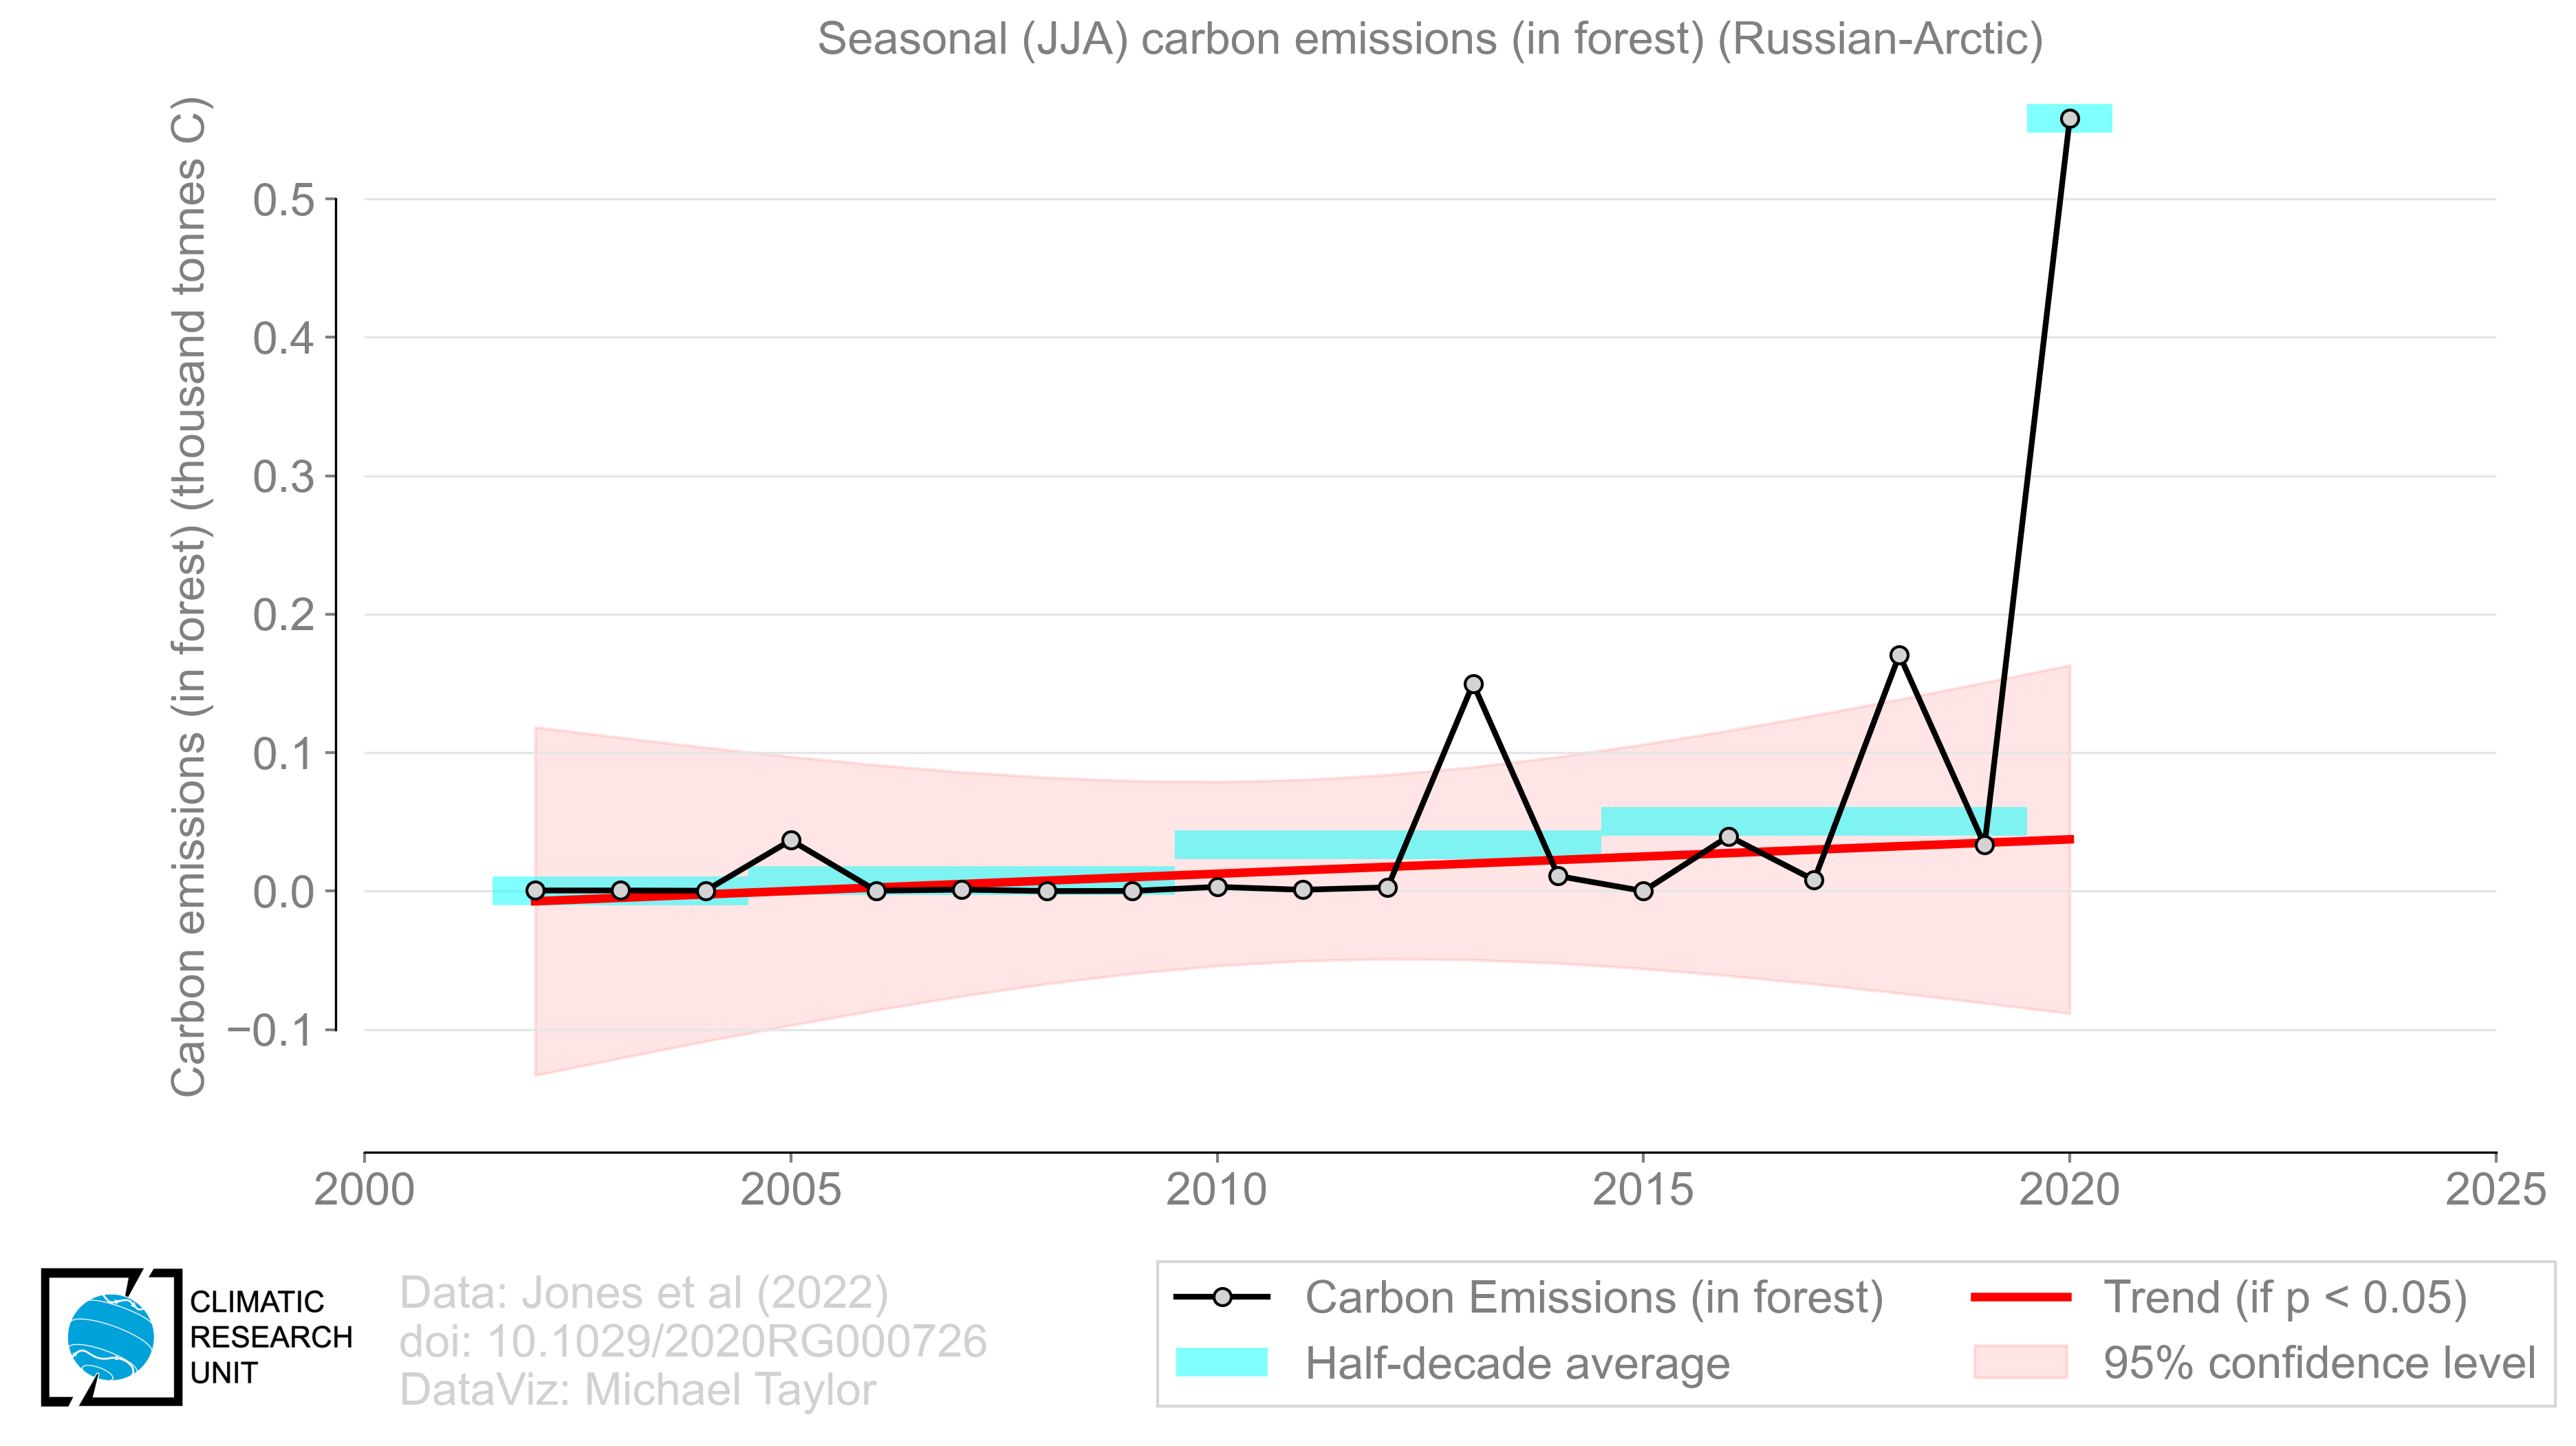 Seasonal (JJA) carbon emissions (in forest) (Russian-Arctic)
Carbon emissions (in forest) (thousand tonnes C)
0.5
0.4
0.3
0.2
0.1
0.0
−0.1
2000 2005 2010 2015 2020 2025
CLIMATIC
RESEARCH
UNIT
Data: Jones et al (2022)
doi: 10.1029/2020RG000726
DataViz: Michael Taylor
Carbon Emissions (in forest)
Half-decade average
Trend (if p < 0.05)
95% confidence level